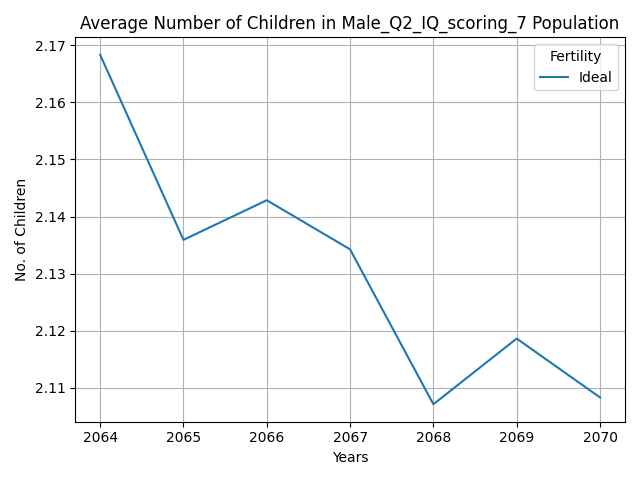 Average Number of Children in Male_Q2_IQ_scoring_7 Population
Fertility
Ideal
No. of Children
2.17
2.16
2.15
2.14
2.13
2.12
2.11
2064 2065 2066 2067 2068 2069 2070
Years